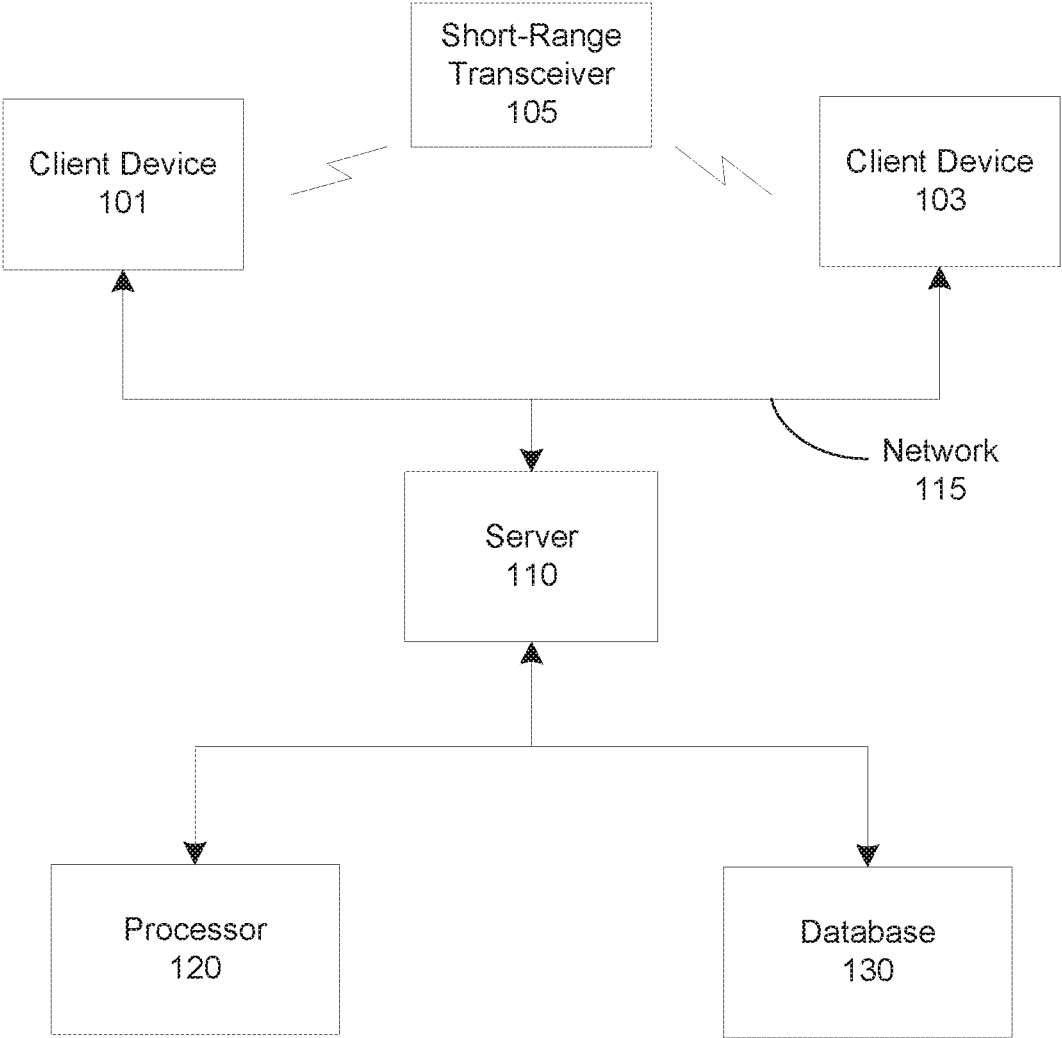 Short-Range
Transceiver
105
Client Device
101
Client Device
103
Network
115
Server
110
Processor
120
Database
130